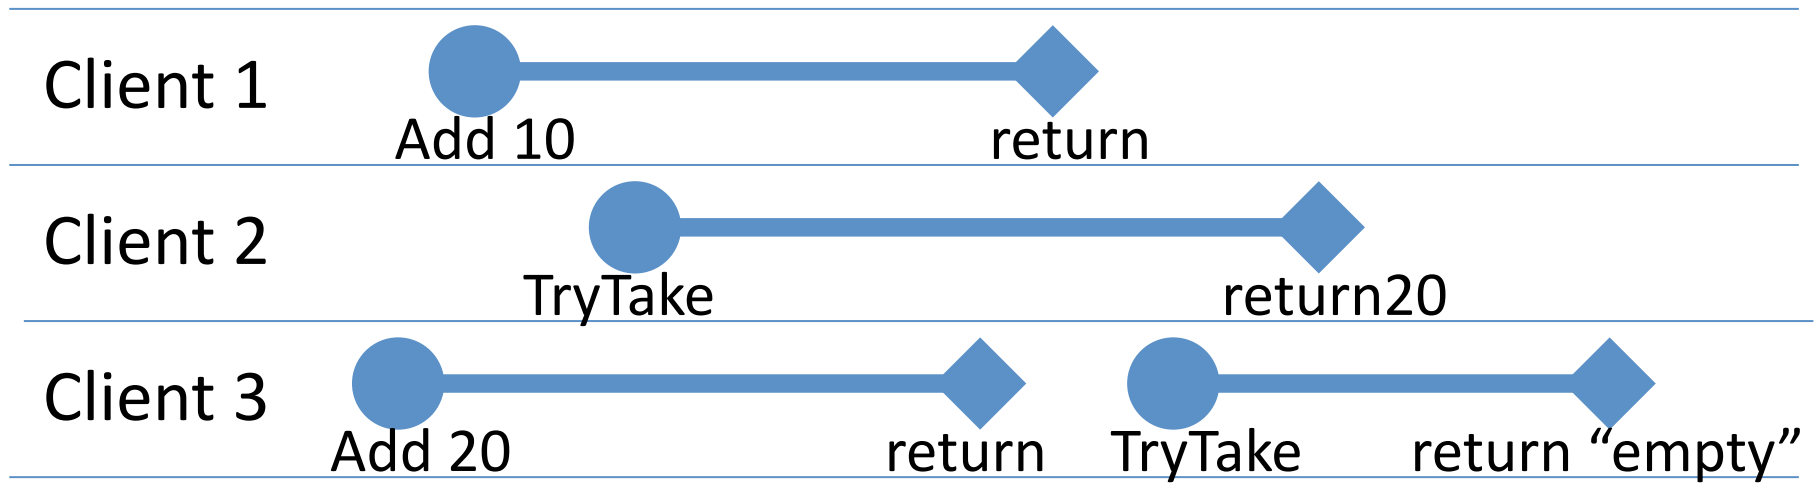 Client 1
Add 10
return
Client 2
TryTake
return20
Client 3
Add 20
return
TryTake
return “empty”